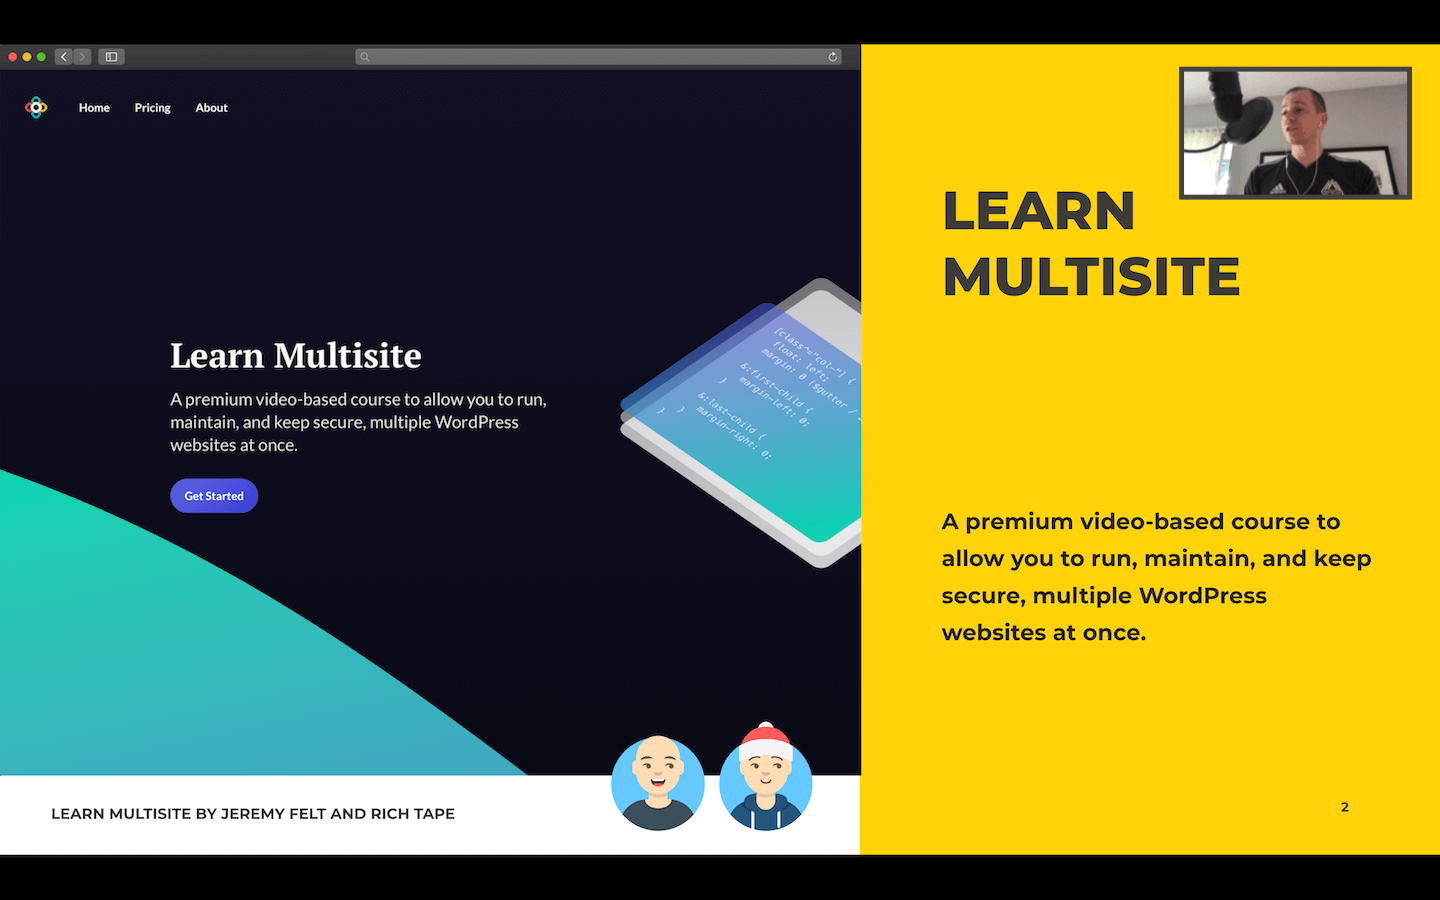 Home Pricing About
Learn Multisite
A premium video-based course to allow you to run,
maintain, and keep secure, multiple WordPress
websites at once.
Get Started
[class^="col-"] {
float: left;
margin: 0 ($gutter /
&:first-child {
margin-left: 0;
}
&:last-child {
margin-right: 0;
}
}
LEARN MULTISITE BY JEREMY FELT AND RICH TAPE
LEARN
MULTISITE
A premium video-based course to
allow you to run, maintain, and keep
secure, multiple WordPress
websites at once.
2